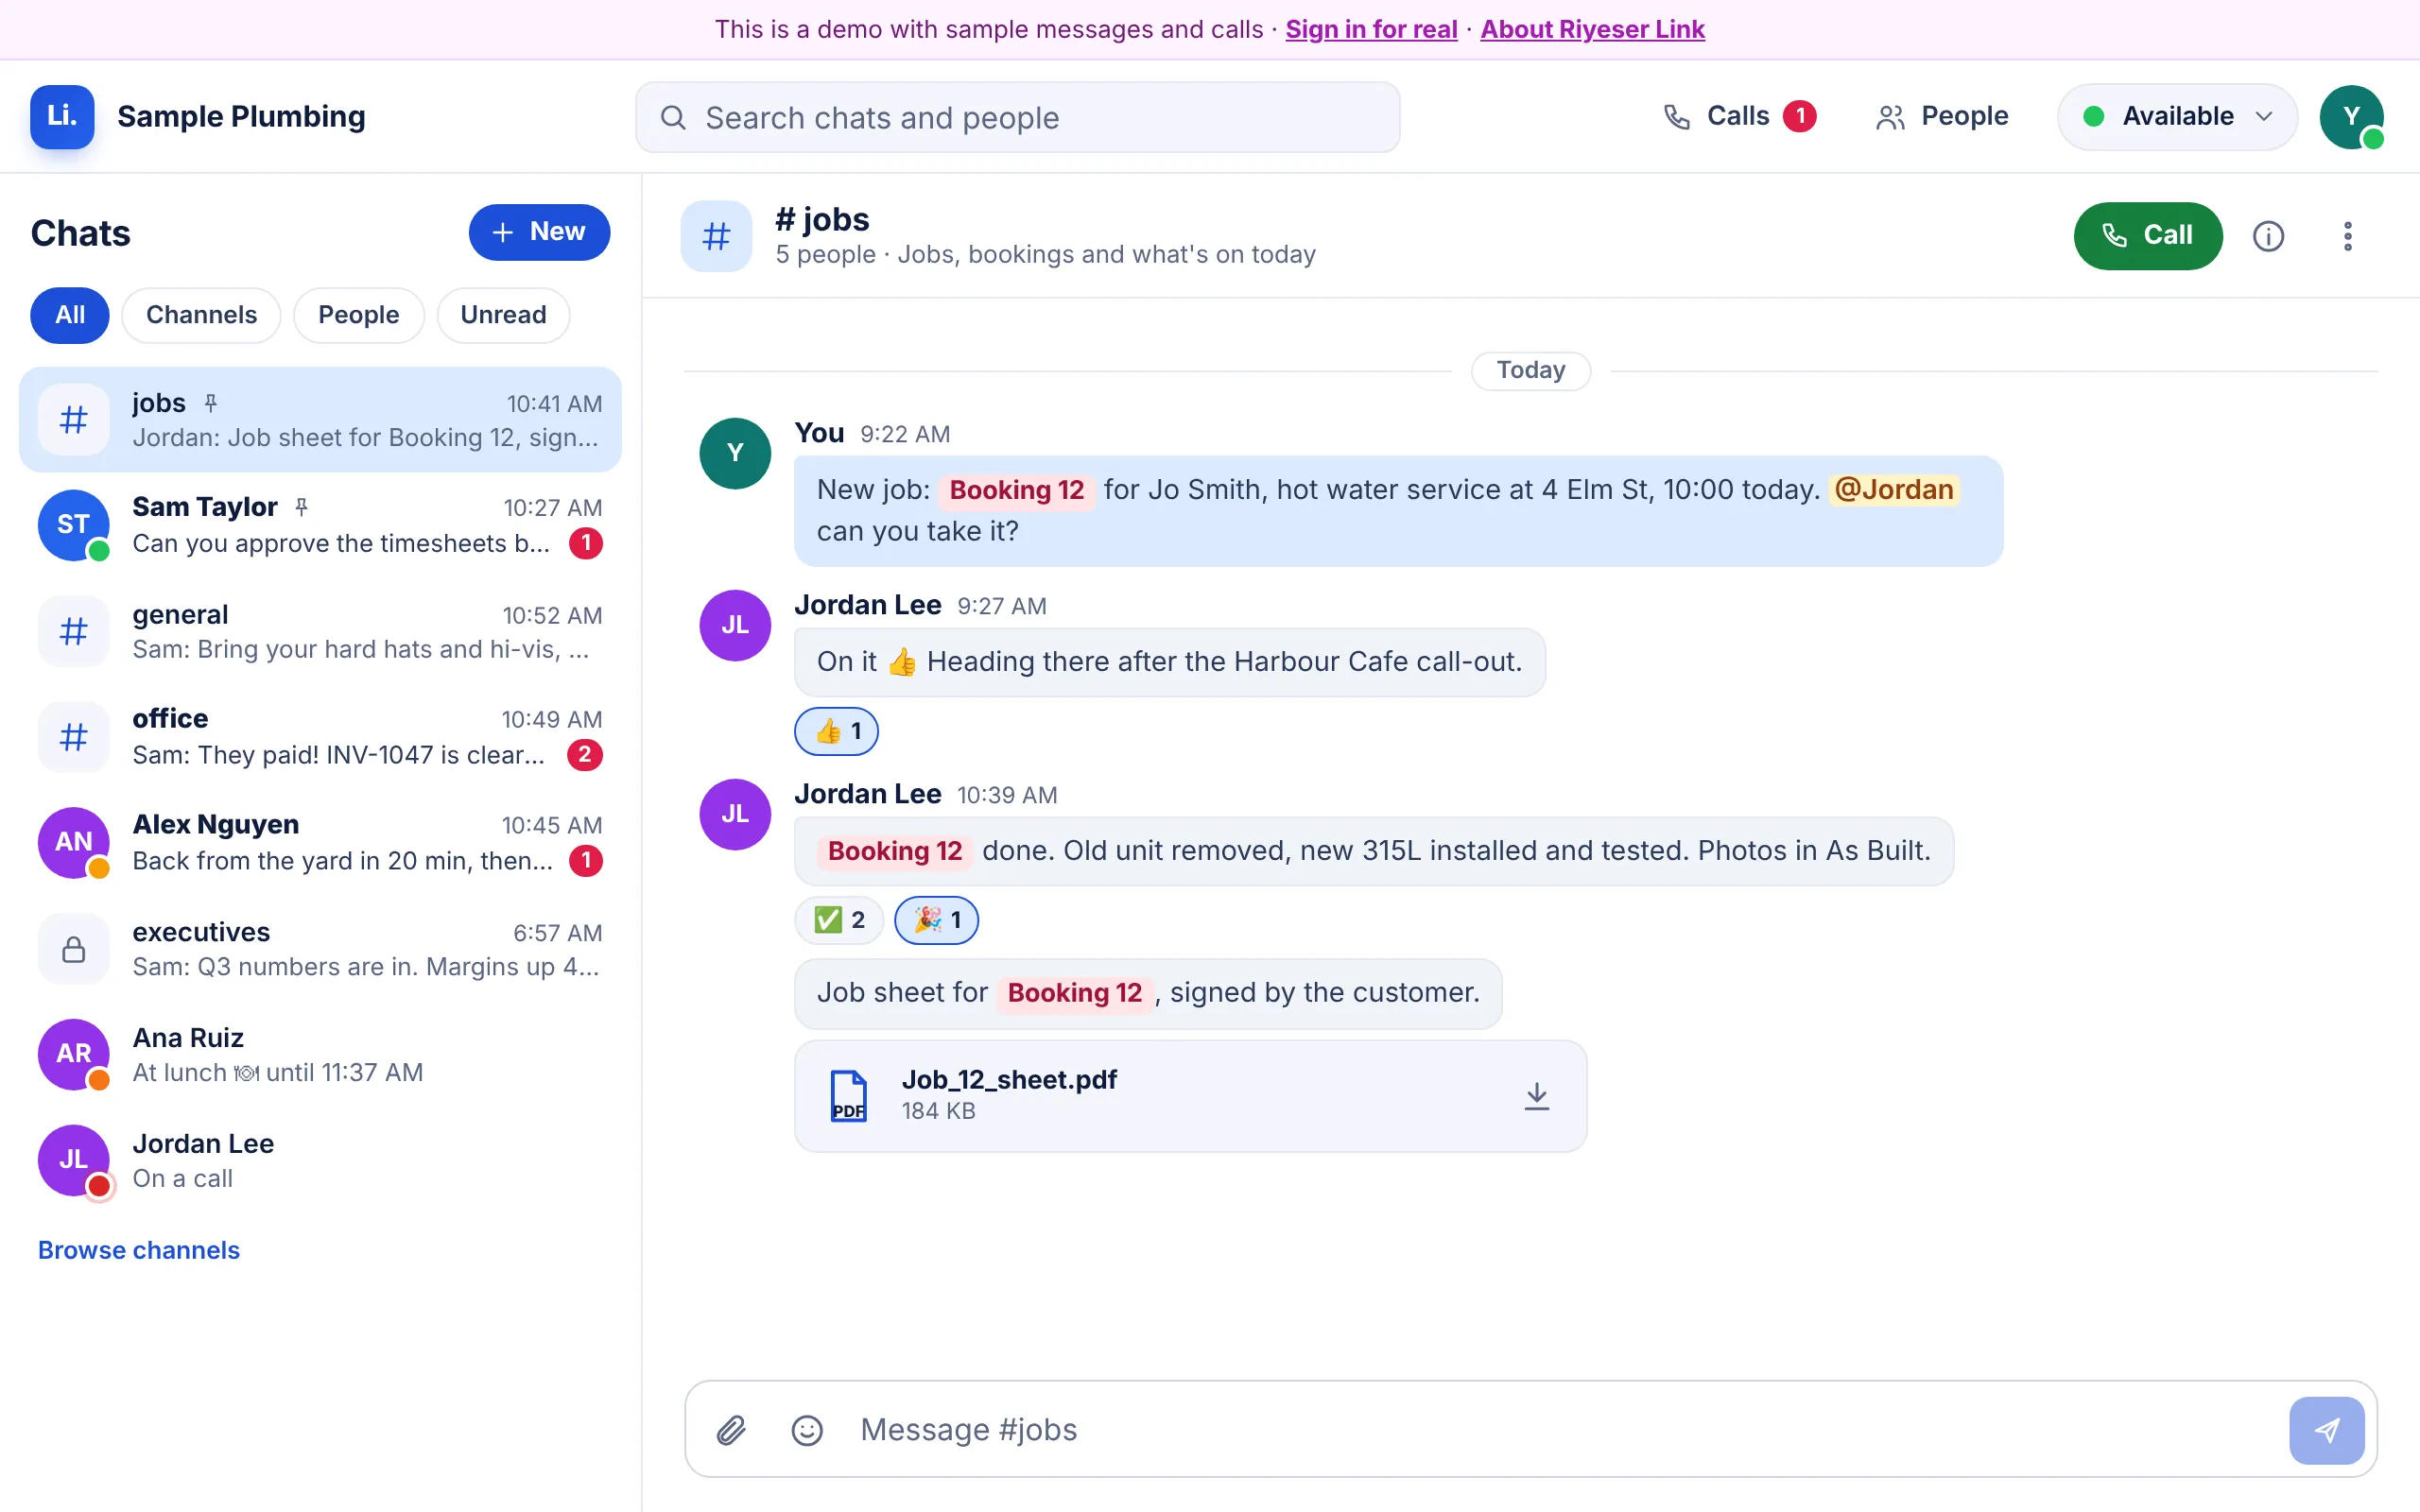 This is a demo with sample messages and calls · Sign in for real · About Riyeser Link
Li.
Sample Plumbing
Search chats and people
Calls 1
People
Available
Y
Chats
+ New
All
Channels
People
Unread
jobs 10:41 AM
Jordan: Job sheet for Booking 12, sign...
ST
Sam Taylor 10:27 AM
Can you approve the timesheets b... 1
general 10:52 AM
Sam: Bring your hard hats and hi-vis, ...
office 10:49 AM
Sam: They paid! INV-1047 is clear... 2
AN
Alex Nguyen 10:45 AM
Back from the yard in 20 min, then... 1
executives 6:57 AM
Sam: Q3 numbers are in. Margins up 4...
AR
Ana Ruiz
At lunch 🍽 until 11:37 AM
JL
Jordan Lee
On a call
Browse channels
#
# jobs
5 people · Jobs, bookings and what's on today
Call
Today
Y
You 9:22 AM
New job: Booking 12 for Jo Smith, hot water service at 4 Elm St, 10:00 today. @Jordan
can you take it?
JL
Jordan Lee 9:27 AM
On it 👍 Heading there after the Harbour Cafe call-out.
👍 1
JL
Jordan Lee 10:39 AM
Booking 12 done. Old unit removed, new 315L installed and tested. Photos in As Built.
✅ 2 🎉 1
Job sheet for Booking 12, signed by the customer.
PDF
Job_12_sheet.pdf
184 KB
Message #jobs